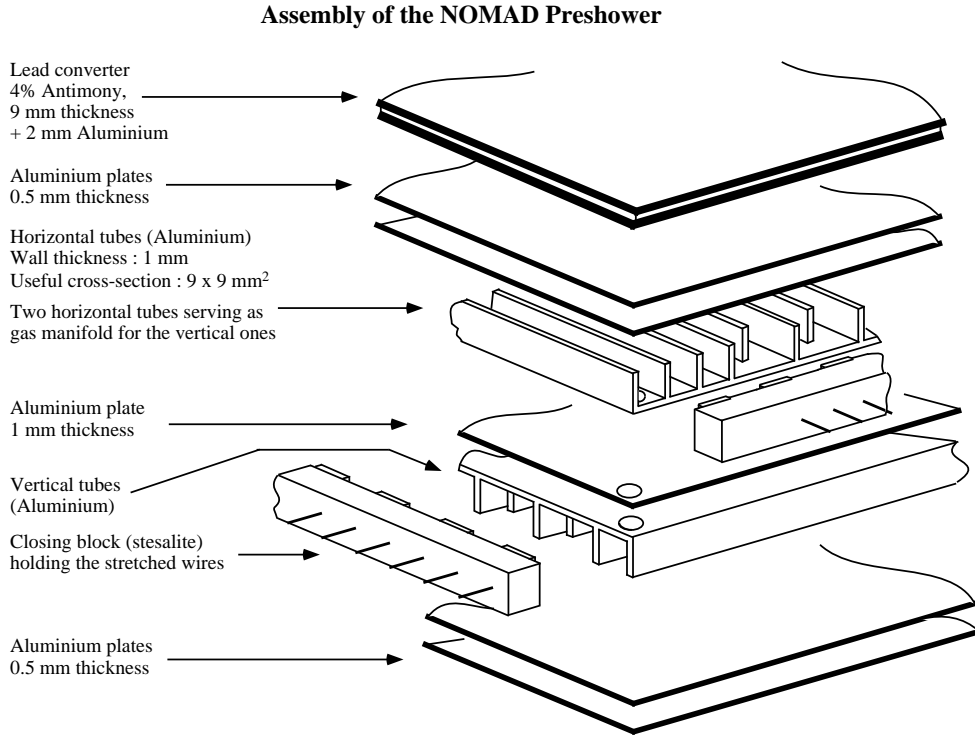 Assembly of the NOMAD Preshower
Lead converter
4% Antimony,
9 mm thickness
+ 2 mm Aluminium
Aluminium plates
0.5 mm thickness
Horizontal tubes (Aluminium)
Wall thickness : 1 mm
Useful cross-section : 9 x 9 mm²
Two horizontal tubes serving as
gas manifold for the vertical ones
Aluminium plate
1 mm thickness
Vertical tubes
(Aluminium)
Closing block (stesalite)
holding the stretched wires
Aluminium plates
0.5 mm thickness